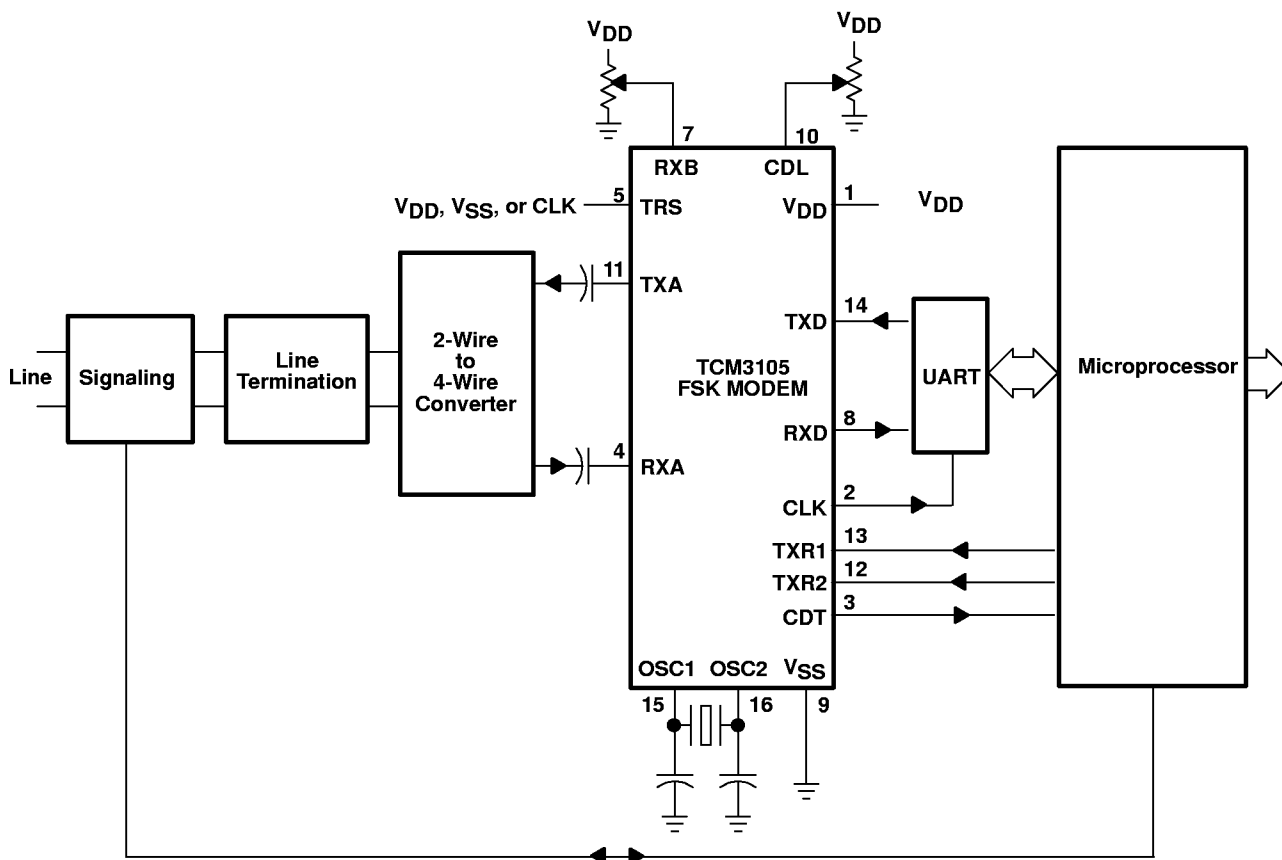 VDD
VDD
7
10
RXB
CDL
5
1
VDD, VSS, or CLK
TRS
VDD
VDD
11
TXA
14
TXD
2-Wire
to
4-Wire
Converter
Line
Signaling
Line
Termination
TCM3105
FSK MODEM
UART
Microprocessor
8
RXD
4
RXA
2
CLK
13
TXR1
12
TXR2
3
CDT
OSC1
OSC2
VSS
15
16
9